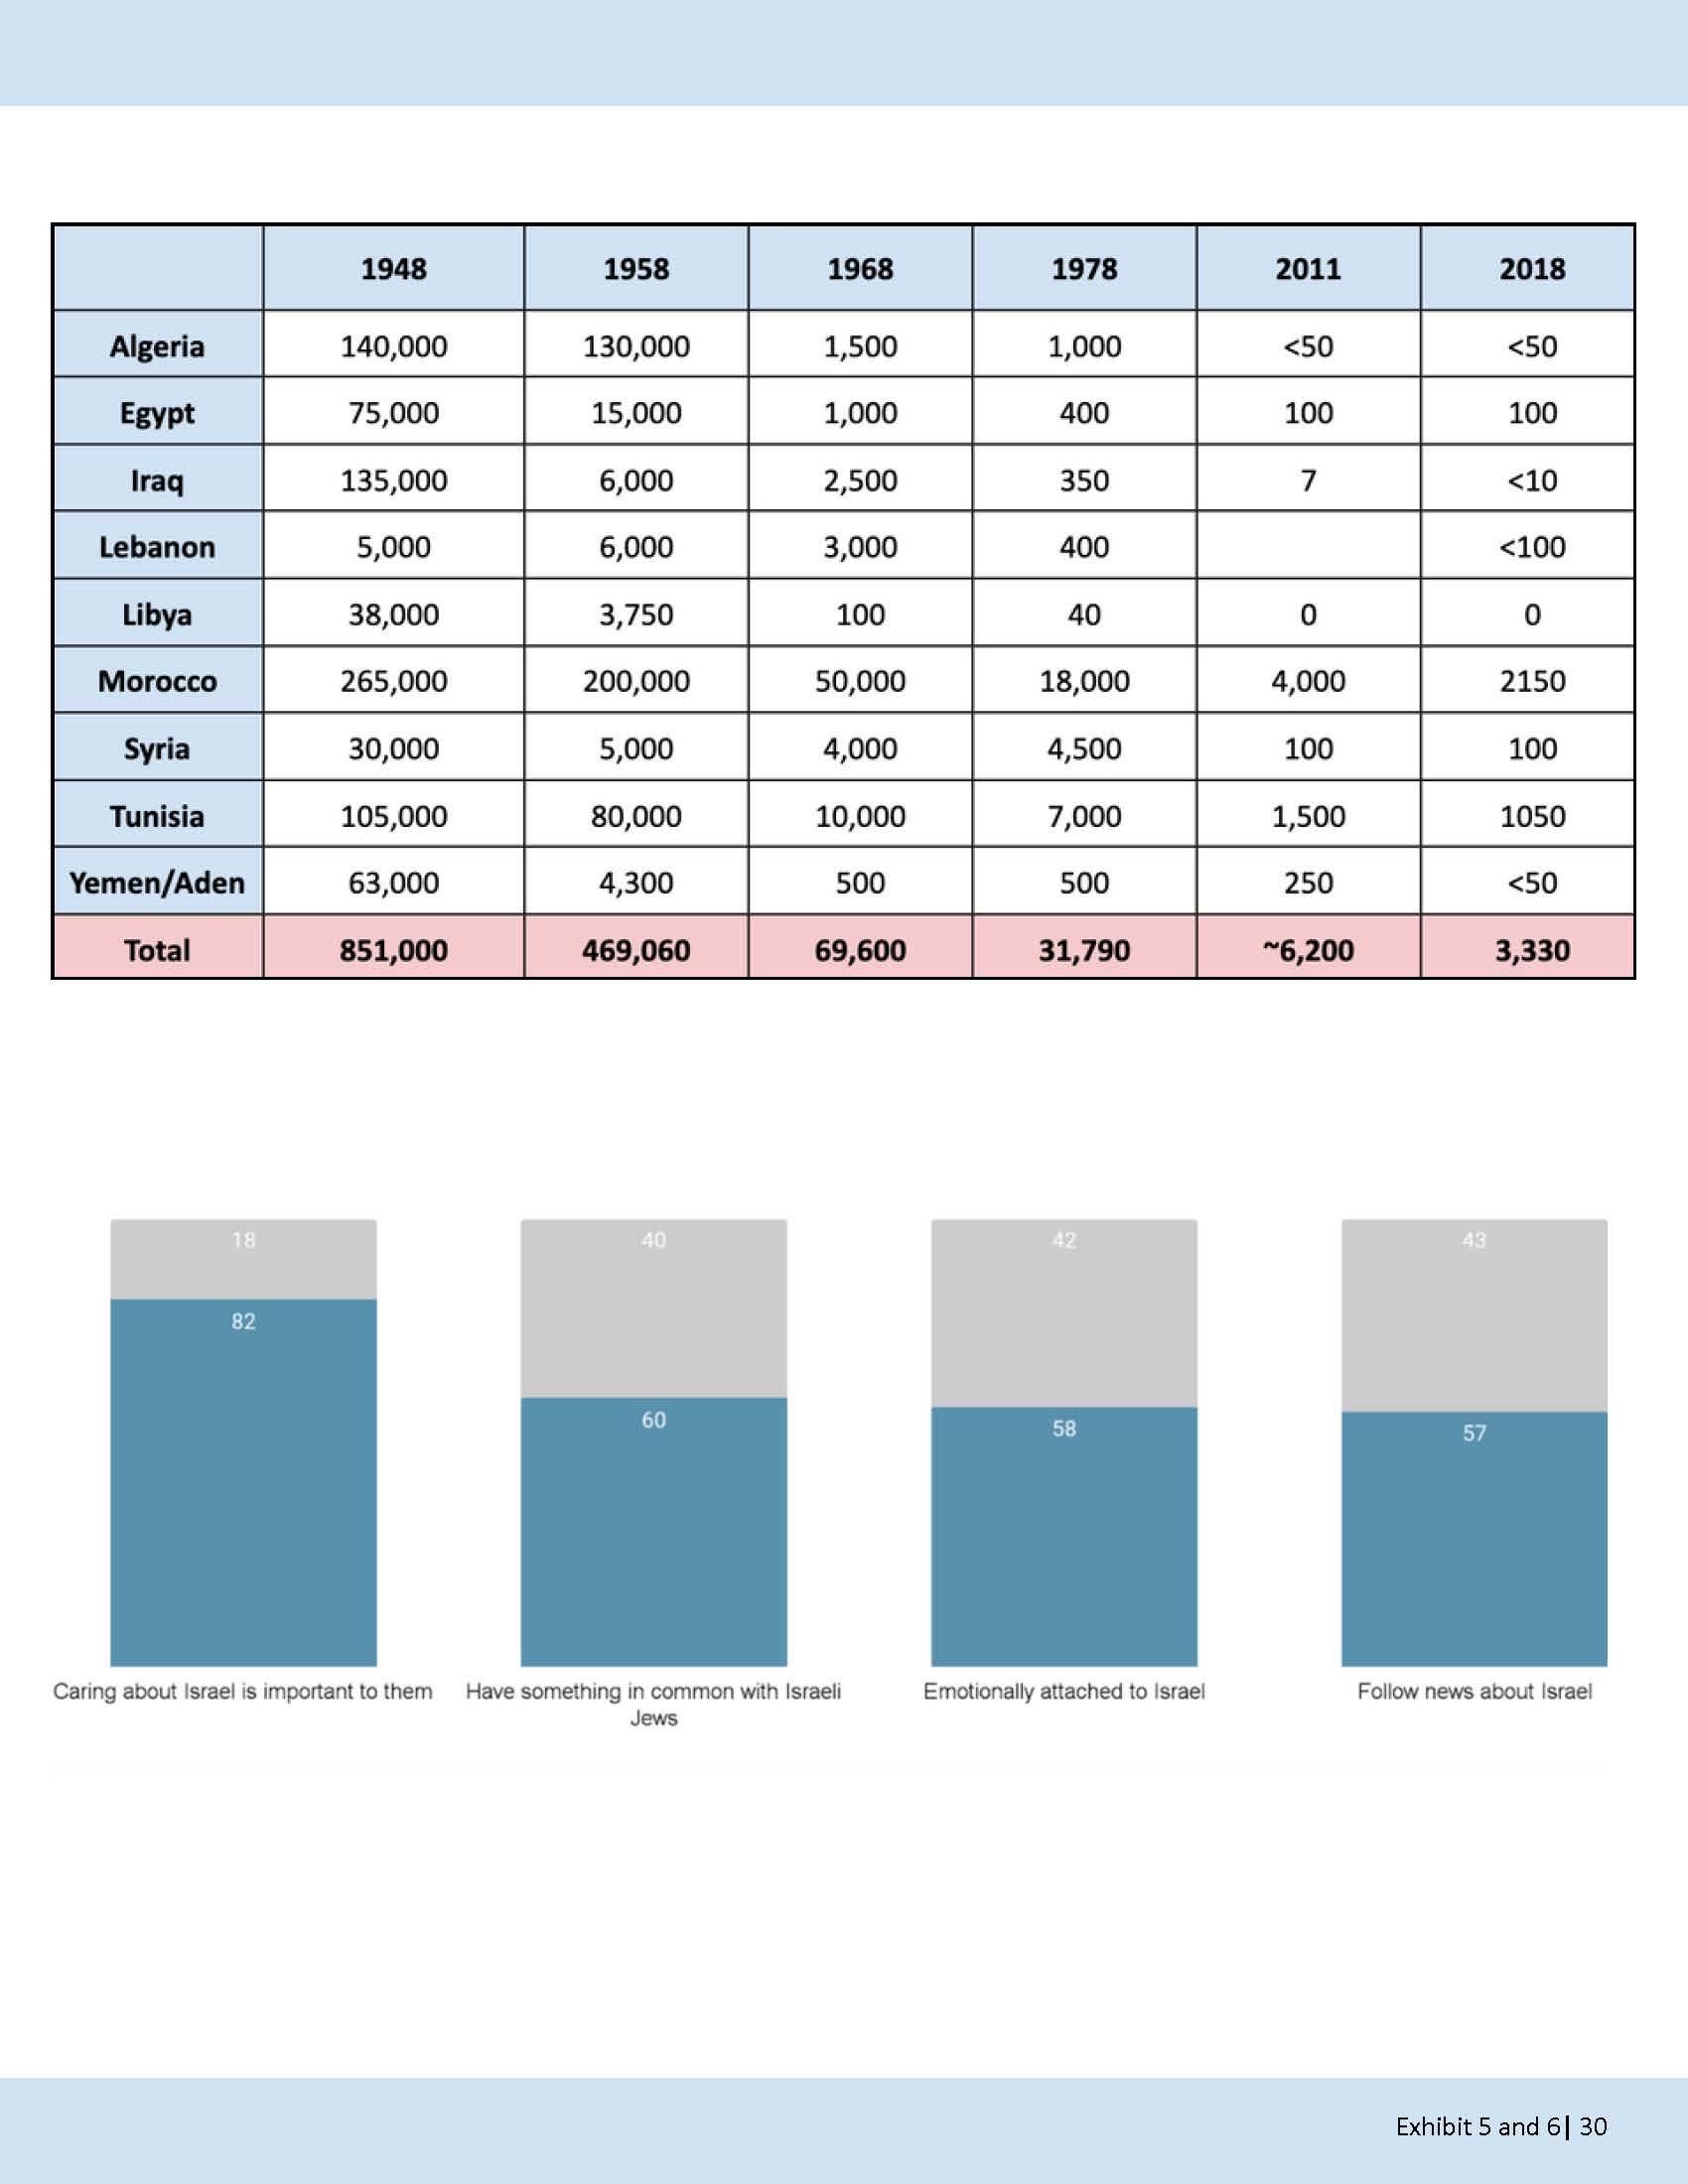 1948 1958 1968 1978 2011 2018
Algeria 140,000 130,000 1,500 1,000 <50 <50
Egypt 75,000 15,000 1,000 400 100 100
Iraq 135,000 6,000 2,500 350 7 <10
Lebanon 5,000 6,000 3,000 400 <100
Libya 38,000 3,750 100 40 0 0
Morocco 265,000 200,000 50,000 18,000 4,000 2150
Syria 30,000 5,000 4,000 4,500 100 100
Tunisia 105,000 80,000 10,000 7,000 1,500 1050
Yemen/Aden 63,000 4,300 500 500 250 <50
Total 851,000 469,060 69,600 31,790 ~6,200 3,330
18 40 42 43
82 60 58 57
Caring about Israel is important to them Have something in common with Israeli Emotionally attached to Israel Follow news about Israel
Jews
Exhibit 5 and 6| 30